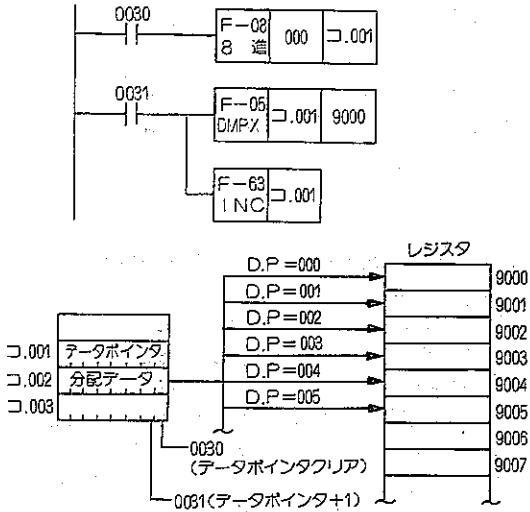 0030
F-08
8 進
000
コ.001
0031
F-05
DMPX
コ.001
9000
F-63
INC
コ.001
レジスタ
D.P=000
9000
D.P=001
9001
D.P=002
9002
D.P=003
9003
D.P=004
9004
D.P=005
9005
9006
9007
コ.001
データポインタ
コ.002
分配データ
コ.003
0030
(データポインタクリア)
0031(データポインタ+1)